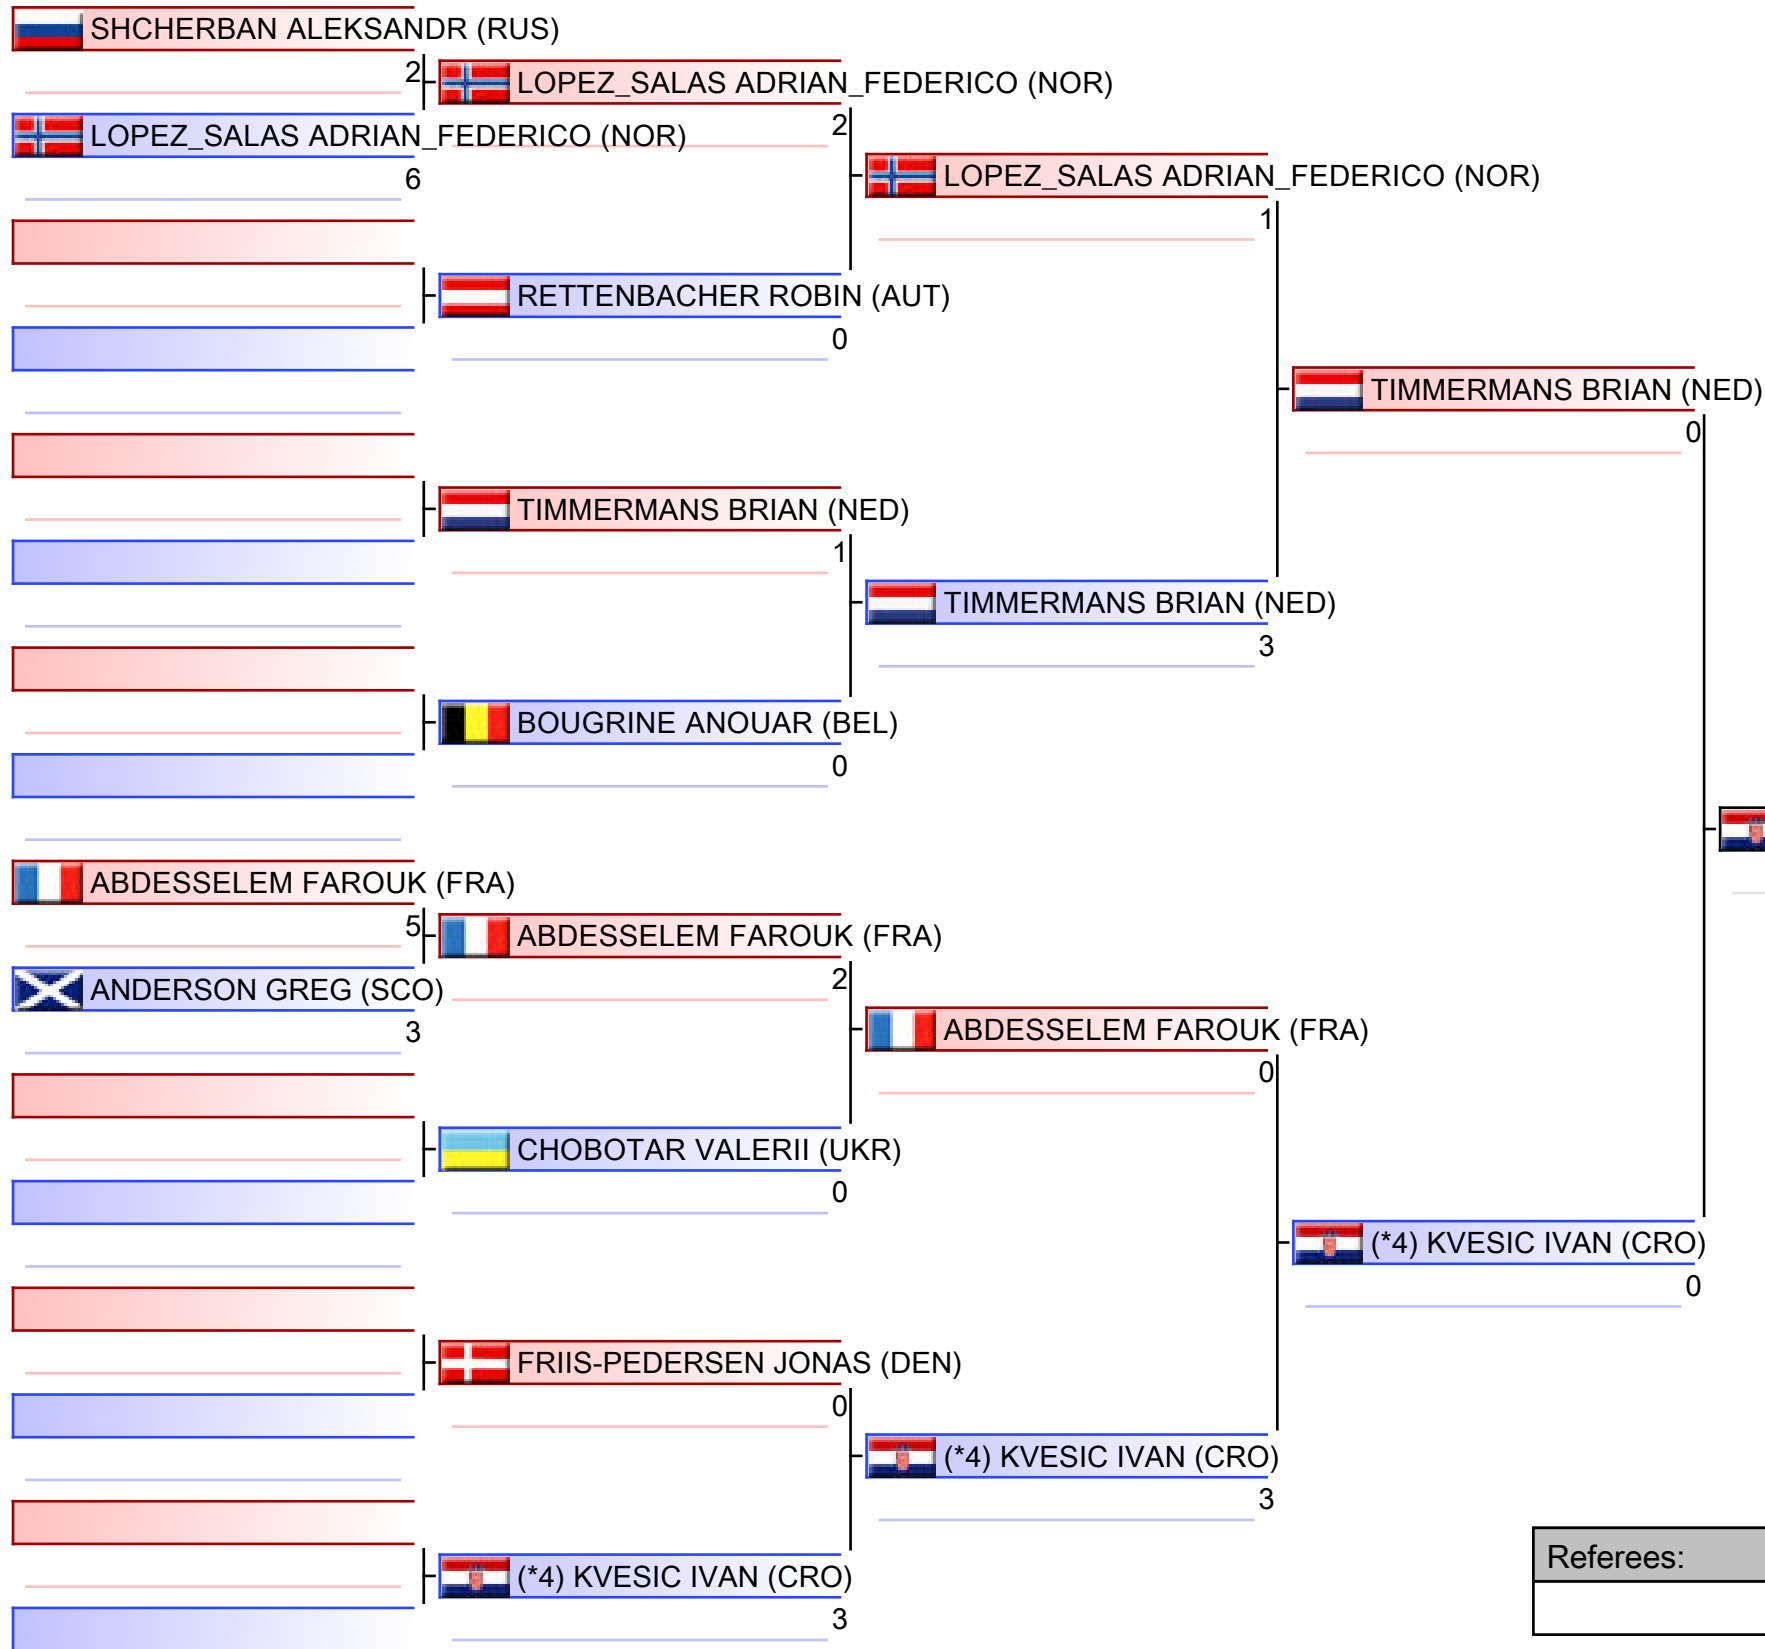 SHCHERBAN ALEKSANDR (RUS)
2
LOPEZ_SALAS ADRIAN_FEDERICO (NOR)
LOPEZ_SALAS ADRIAN_FEDERICO (NOR)
2
6
LOPEZ_SALAS ADRIAN_FEDERICO (NOR)
1
RETTENBACHER ROBIN (AUT)
0
TIMMERMANS BRIAN (NED)
0
TIMMERMANS BRIAN (NED)
1
TIMMERMANS BRIAN (NED)
3
BOUGRINE ANOUAR (BEL)
0
ABDESSELEM FAROUK (FRA)
5
ABDESSELEM FAROUK (FRA)
2
ANDERSON GREG (SCO)
3
ABDESSELEM FAROUK (FRA)
0
CHOBOTAR VALERII (UKR)
0
(*4) KVESIC IVAN (CRO)
0
FRIIS-PEDERSEN JONAS (DEN)
0
(*4) KVESIC IVAN (CRO)
3
Referees:
(*4) KVESIC IVAN (CRO)
3